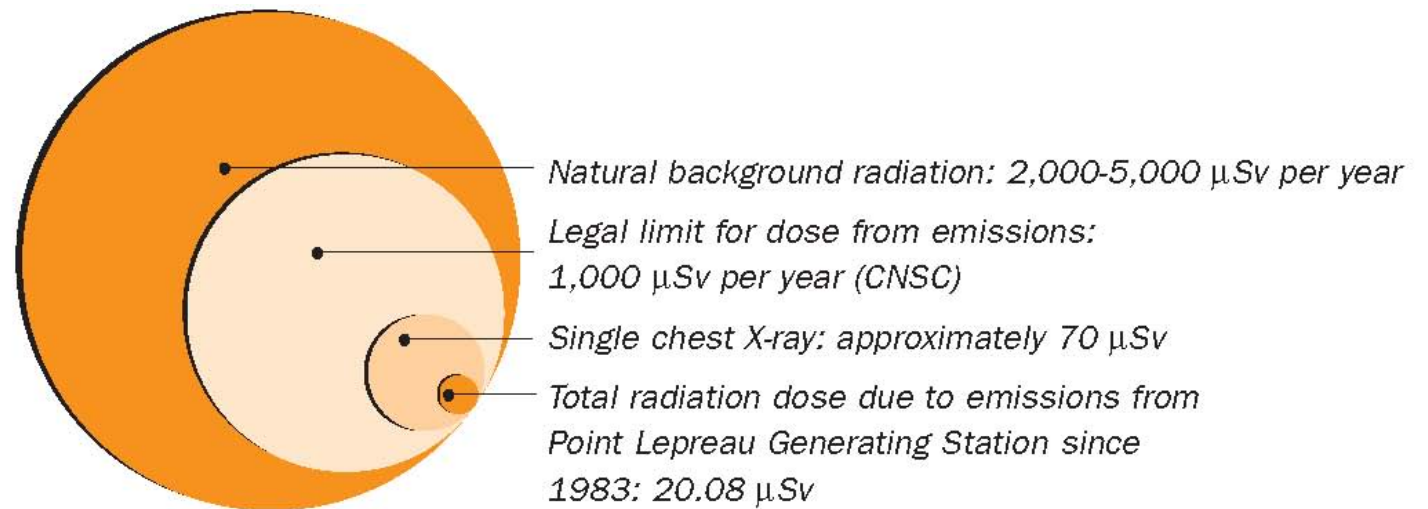 Natural background radiation: 2,000-5,000 μSv per year
Legal limit for dose from emissions:
1,000 μSv per year (CNSC)
Single chest X-ray: approximately 70 μSv
Total radiation dose due to emissions from
Point Lepreau Generating Station since
1983: 20.08 μSv